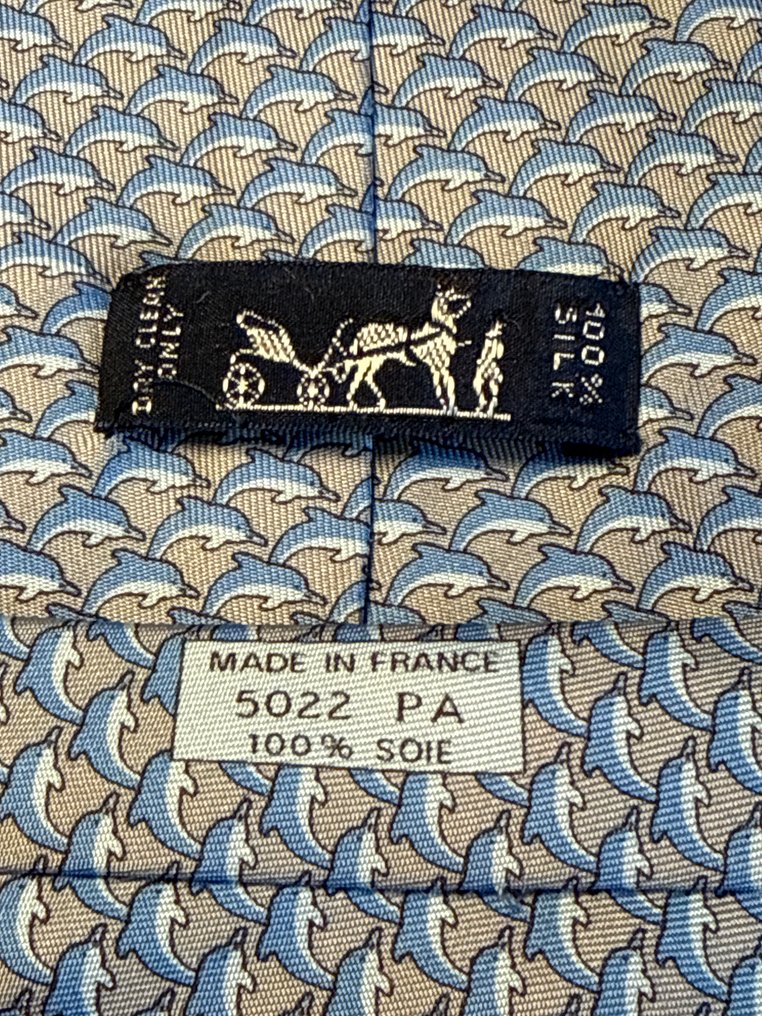 DRY CLEAN
ONLY
100%
SILK
MADE IN FRANCE
5022 PA
100% SOIE